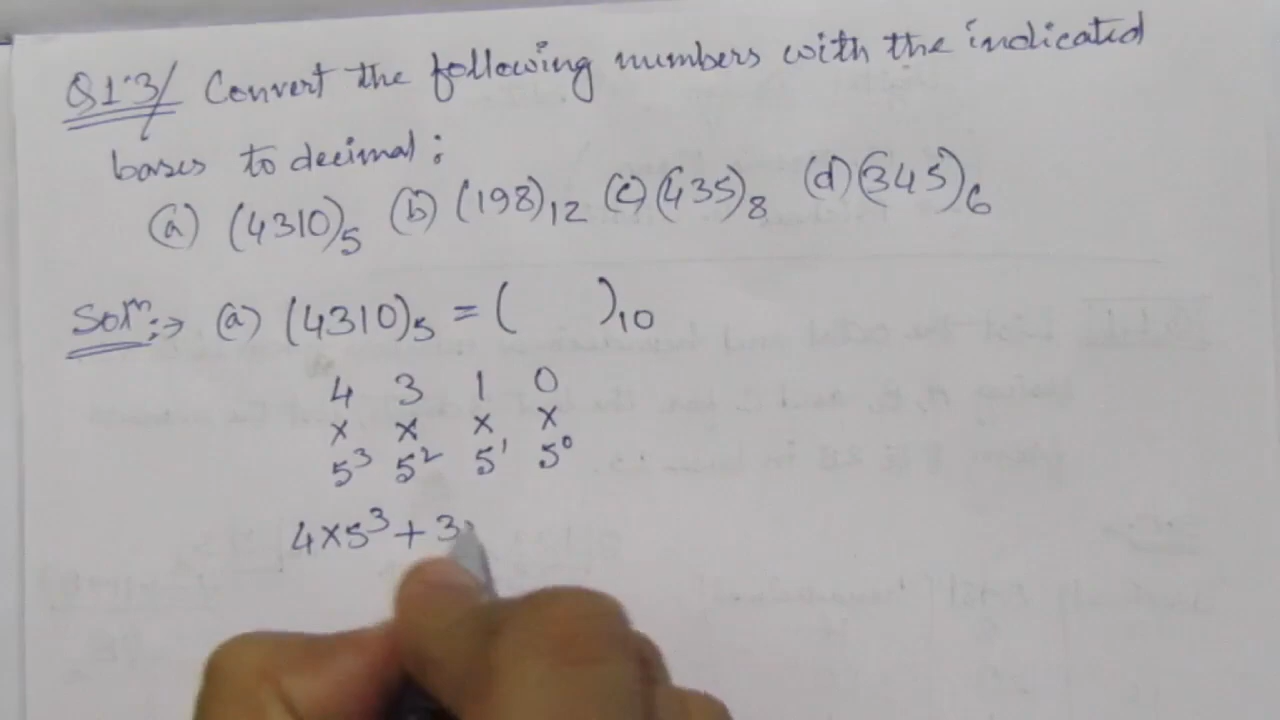 Q1.3/ Convert the following numbers with the indicated
bases to decimal:
(a) (4310)5 (b) (198)12 (c) (435)8 (d) (345)6
Soln:→ (a) (4310)5 = ( )10
4 3 1 0
× × × ×
5³ 5² 5¹ 5⁰
4×5³+3